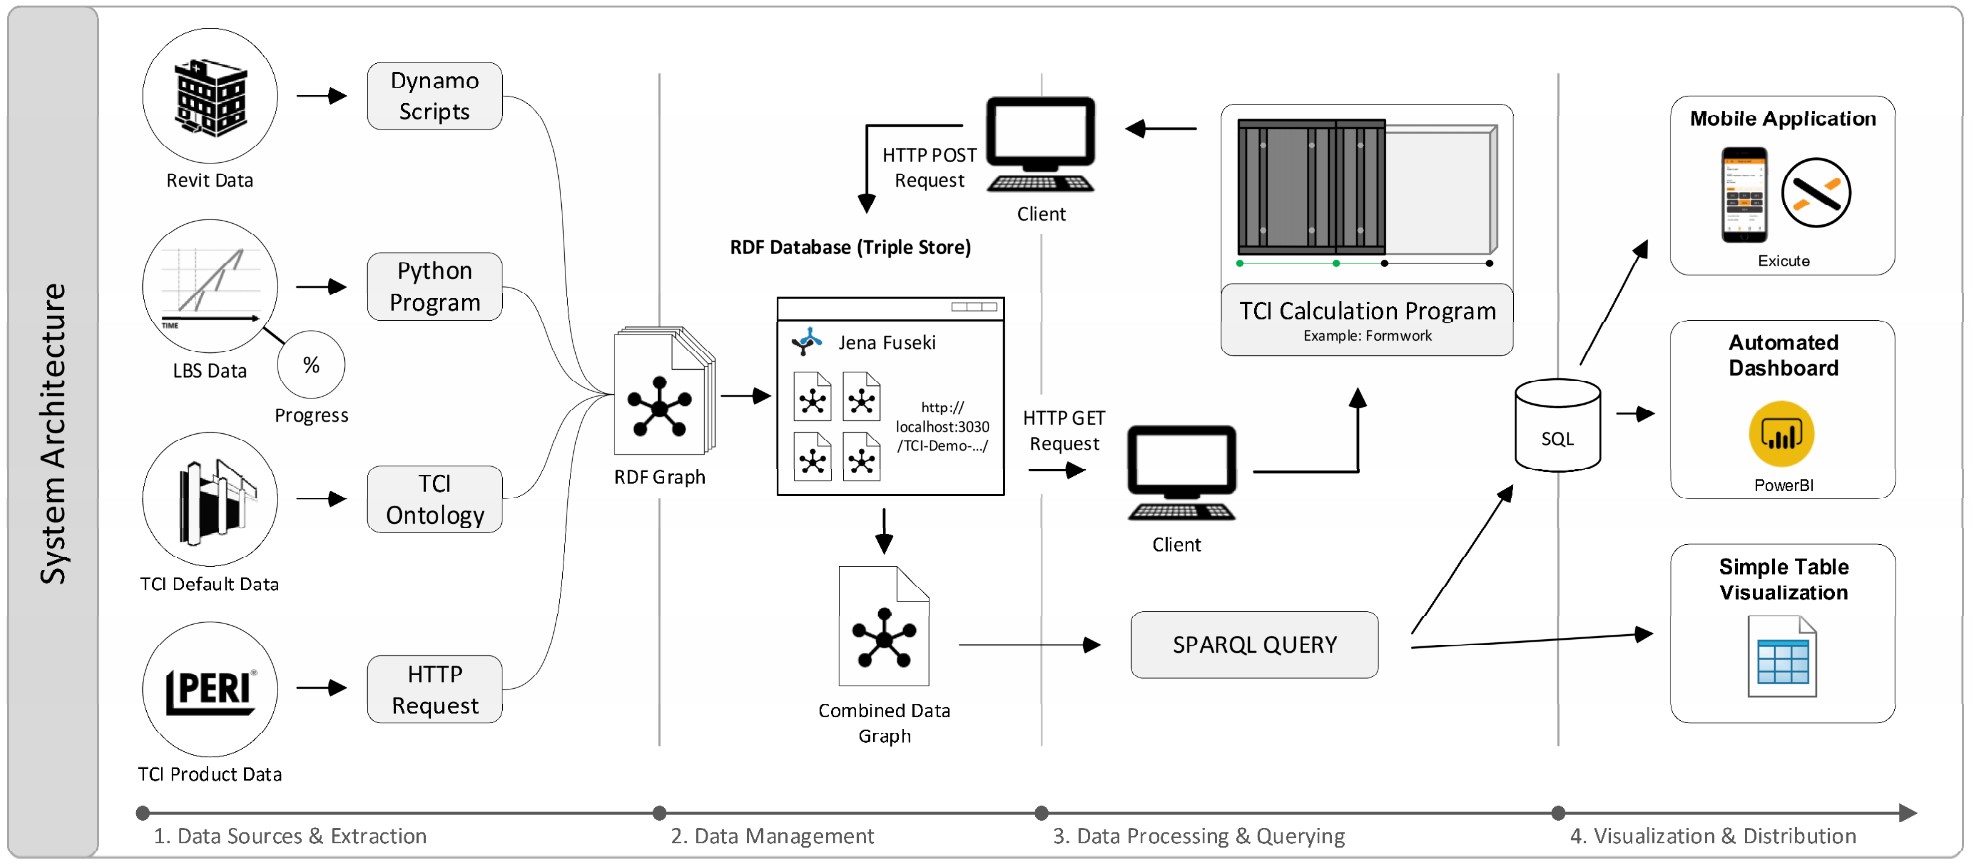 System Architecture
Revit Data
Dynamo
Scripts
TIME
LBS Data
%
Progress
Python
Program
TCI Default Data
TCI
Ontology
PERI®
TCI Product Data
HTTP
Request
RDF Graph
HTTP POST
Request
Client
RDF Database (Triple Store)
Jena Fuseki
http://
localhost:3030
/TCI-Demo-.../
Combined Data
Graph
HTTP GET
Request
Client
TCI Calculation Program
Example: Formwork
SPARQL QUERY
SQL
Mobile Application
Exicute
Automated
Dashboard
PowerBI
Simple Table
Visualization
1. Data Sources & Extraction
2. Data Management
3. Data Processing & Querying
4. Visualization & Distribution